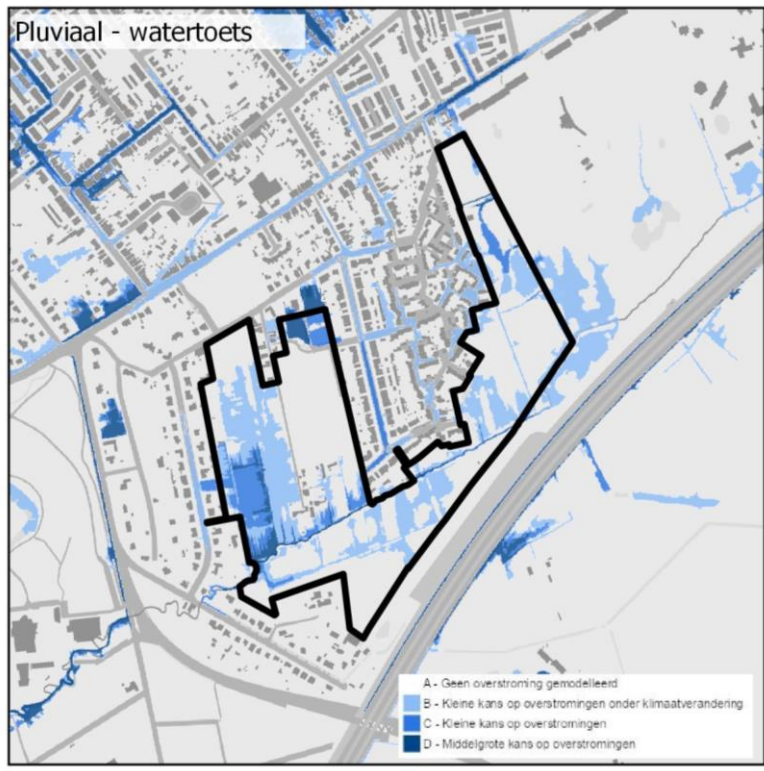 Pluviaal - watertoets
A - Geen overstroming gemodelleerd
B - Kleine kans op overstromingen onder klimaatverandering
C - Kleine kans op overstromingen
D - Middelgrote kans op overstromingen